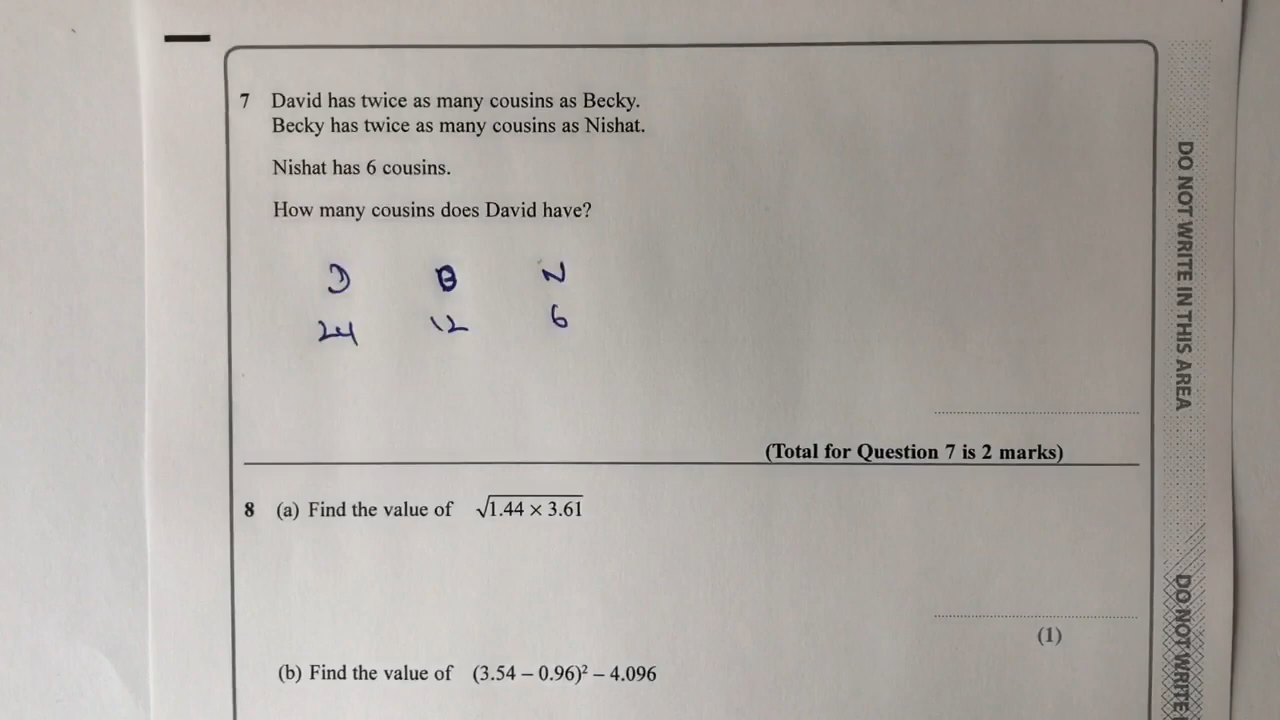 7 David has twice as many cousins as Becky.
Becky has twice as many cousins as Nishat.
Nishat has 6 cousins.
How many cousins does David have?
D B N
24 12 6
(Total for Question 7 is 2 marks)
8 (a) Find the value of √1.44 × 3.61
(1)
(b) Find the value of (3.54 – 0.96)² – 4.096
DO NOT WRITE IN THIS AREA
DO NOT WRITE